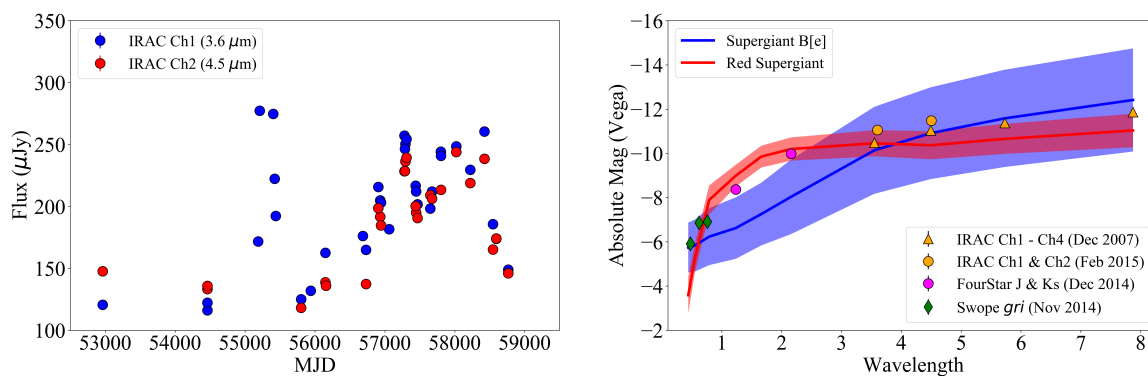 350
300
250
200
150
100
Flux (μJy)
IRAC Ch1 (3.6 μm)
IRAC Ch2 (4.5 μm)
53000 54000 55000 56000 57000 58000 59000
MJD
−16
−14
−12
−10
−8
−6
−4
−2
Absolute Mag (Vega)
Supergiant B[e]
Red Supergiant
IRAC Ch1 - Ch4 (Dec 2007)
IRAC Ch1 & Ch2 (Feb 2015)
FourStar J & Ks (Dec 2014)
Swope gri (Nov 2014)
1 2 3 4 5 6 7 8
Wavelength